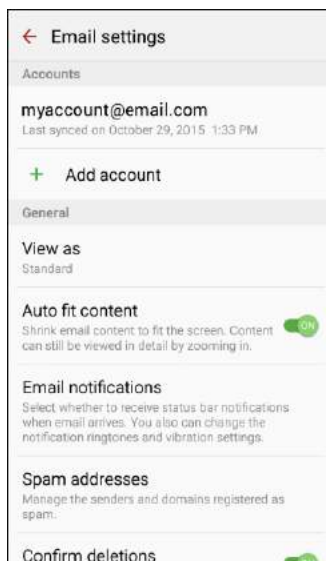 Email settings
Accounts
myaccount@email.com
Last synced on October 29, 2015 1:33 PM
+ Add account
General
View as
Standard
Auto fit content
Shrink email content to fit the screen. Content
can still be viewed in detail by zooming in.
ON
Email notifications
Select whether to receive status bar notifications
when email arrives. You also can change the
notification ringtones and vibration settings.
Spam addresses
Manage the senders and domains registered as
spam.
Confirm deletions